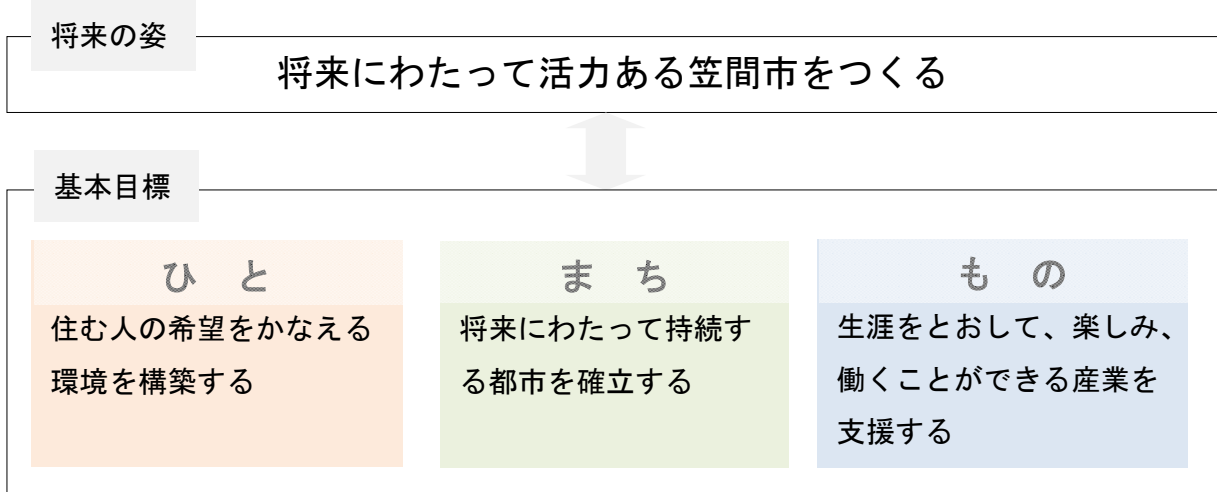 将来の姿
将来にわたって活力ある笠間市をつくる
基本目標
ひと
住む人の希望をかなえる
環境を構築する
まち
将来にわたって持続す
る都市を確立する
もの
生涯をとおして、楽しみ、
働くことができる産業を
支援する